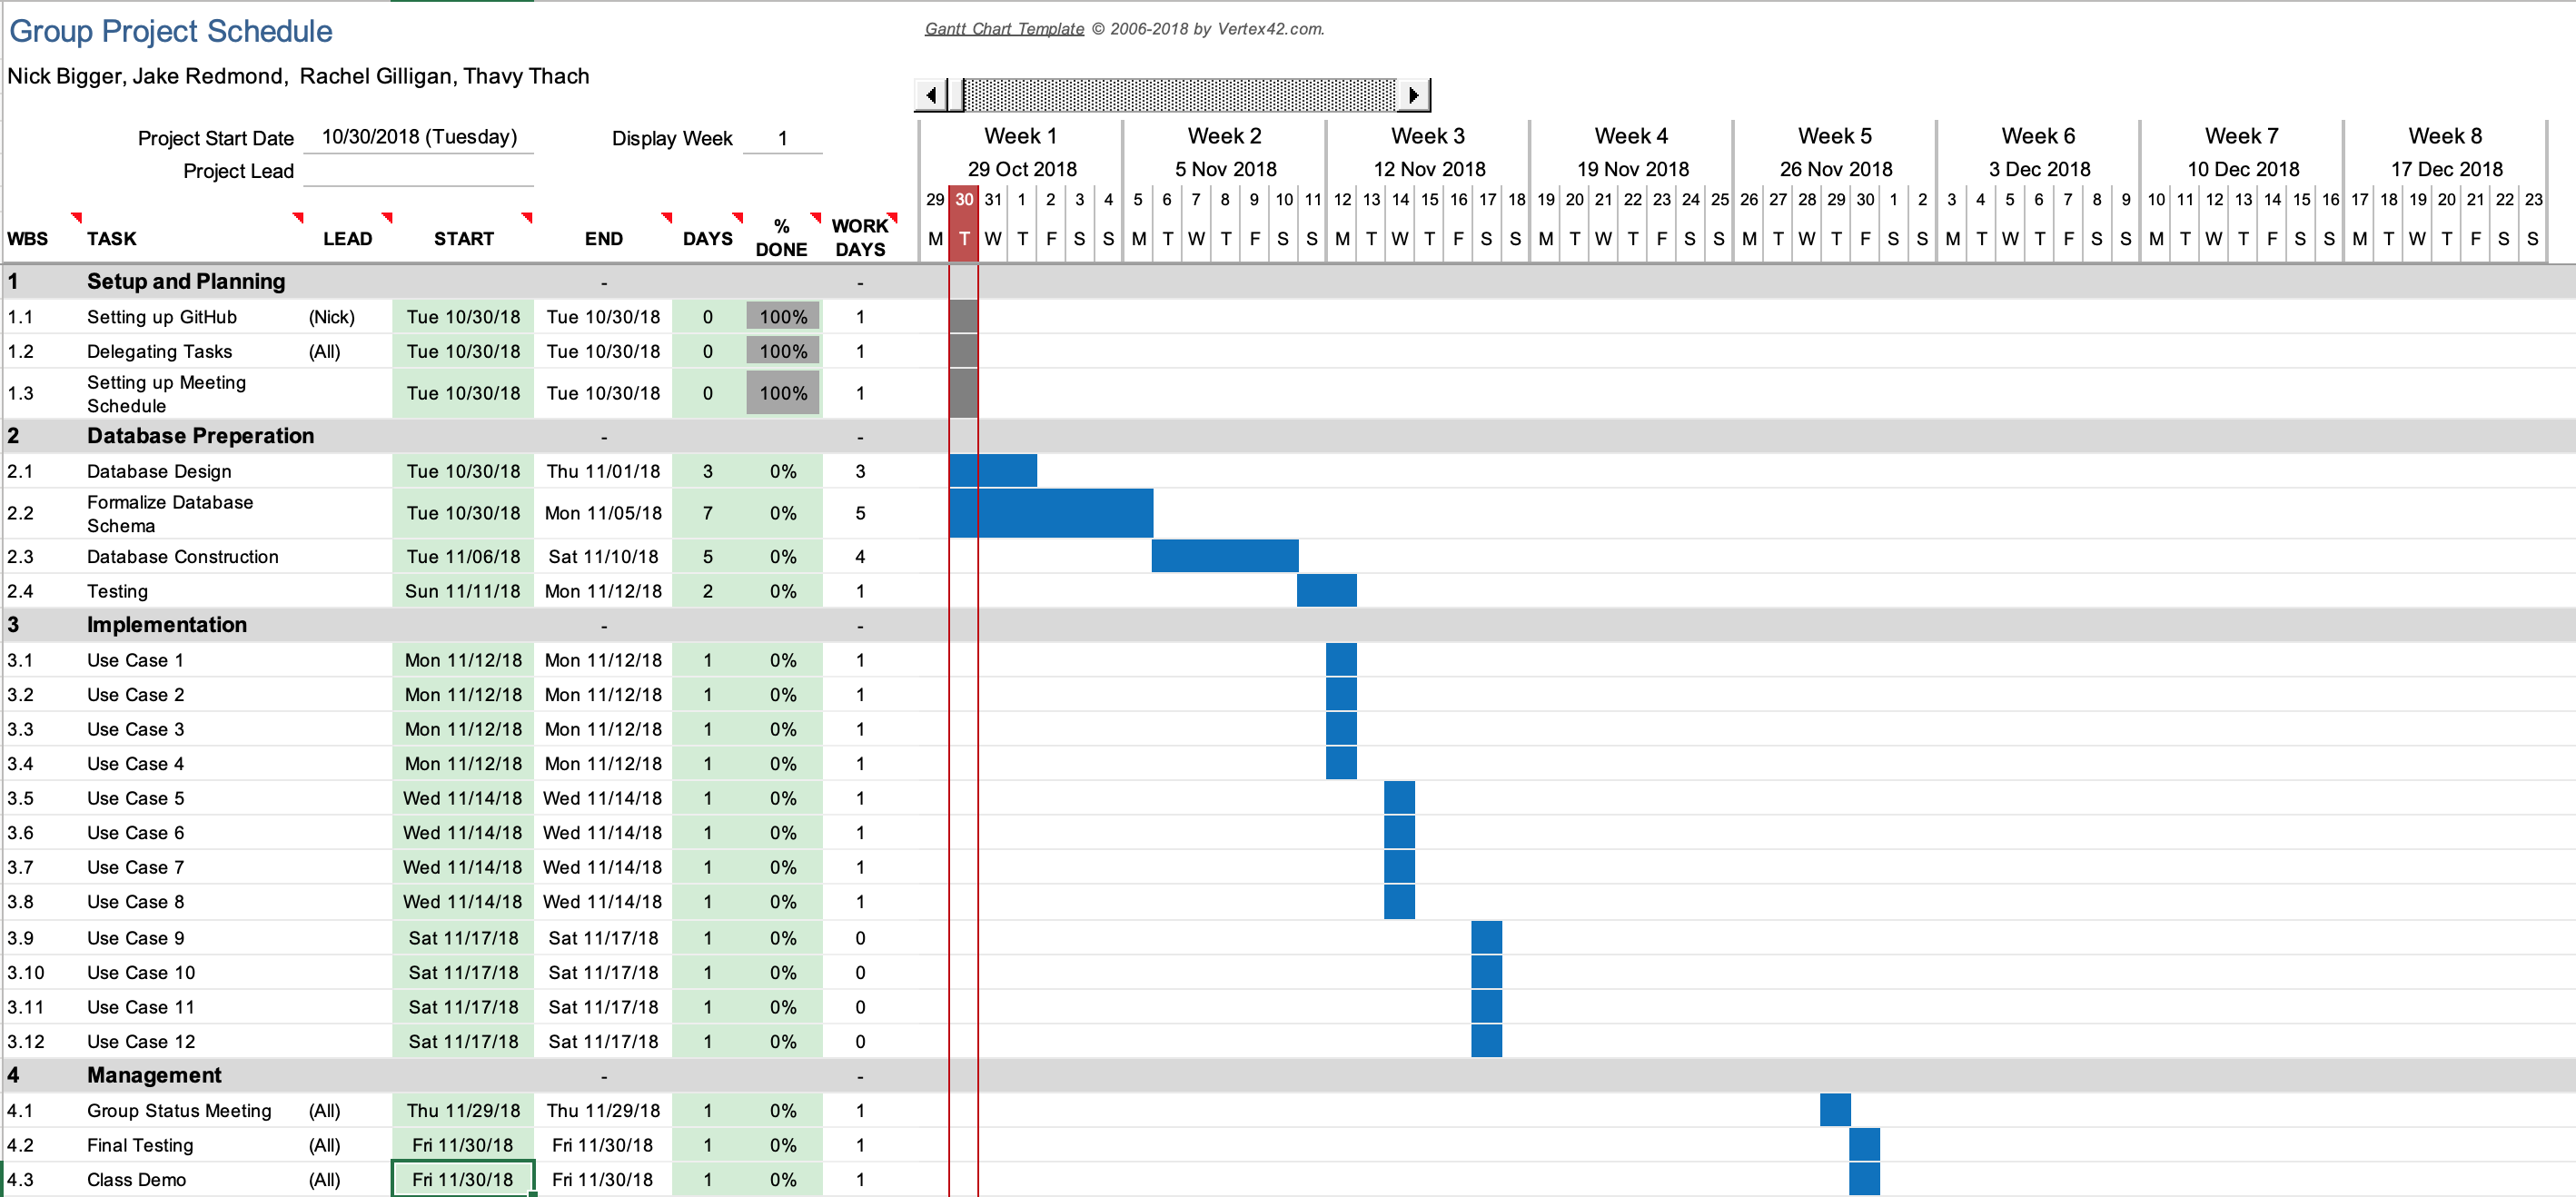 Group Project Schedule
Gantt Chart Template © 2006-2018 by Vertex42.com.
Nick Bigger, Jake Redmond, Rachel Gilligan, Thavy Thach
Project Start Date 10/30/2018 (Tuesday) Display Week 1
Project Lead
Week 1 Week 2 Week 3 Week 4 Week 5 Week 6 Week 7 Week 8
29 Oct 2018 5 Nov 2018 12 Nov 2018 19 Nov 2018 26 Nov 2018 3 Dec 2018 10 Dec 2018 17 Dec 2018
29 30 31 1 2 3 4 5 6 7 8 9 10 11 12 13 14 15 16 17 18 19 20 21 22 23 24 25 26 27 28 29 30 1 2 3 4 5 6 7 8 9 10 11 12 13 14 15 16 17 18 19 20 21 22 23
WBS TASK LEAD START END DAYS % DONE WORK DAYS M T W T F S S M T W T F S S M T W T F S S M T W T F S S M T W T F S S M T W T F S S M T W T F S S M T W T F S S
1 Setup and Planning - -
1.1 Setting up GitHub (Nick) Tue 10/30/18 Tue 10/30/18 0 100% 1
1.2 Delegating Tasks (All) Tue 10/30/18 Tue 10/30/18 0 100% 1
1.3 Setting up Meeting Schedule Tue 10/30/18 Tue 10/30/18 0 100% 1
2 Database Preperation - -
2.1 Database Design Tue 10/30/18 Thu 11/01/18 3 0% 3
2.2 Formalize Database Schema Tue 10/30/18 Mon 11/05/18 7 0% 5
2.3 Database Construction Tue 11/06/18 Sat 11/10/18 5 0% 4
2.4 Testing Sun 11/11/18 Mon 11/12/18 2 0% 1
3 Implementation - -
3.1 Use Case 1 Mon 11/12/18 Mon 11/12/18 1 0% 1
3.2 Use Case 2 Mon 11/12/18 Mon 11/12/18 1 0% 1
3.3 Use Case 3 Mon 11/12/18 Mon 11/12/18 1 0% 1
3.4 Use Case 4 Mon 11/12/18 Mon 11/12/18 1 0% 1
3.5 Use Case 5 Wed 11/14/18 Wed 11/14/18 1 0% 1
3.6 Use Case 6 Wed 11/14/18 Wed 11/14/18 1 0% 1
3.7 Use Case 7 Wed 11/14/18 Wed 11/14/18 1 0% 1
3.8 Use Case 8 Wed 11/14/18 Wed 11/14/18 1 0% 1
3.9 Use Case 9 Sat 11/17/18 Sat 11/17/18 1 0% 0
3.10 Use Case 10 Sat 11/17/18 Sat 11/17/18 1 0% 0
3.11 Use Case 11 Sat 11/17/18 Sat 11/17/18 1 0% 0
3.12 Use Case 12 Sat 11/17/18 Sat 11/17/18 1 0% 0
4 Management - -
4.1 Group Status Meeting (All) Thu 11/29/18 Thu 11/29/18 1 0% 1
4.2 Final Testing (All) Fri 11/30/18 Fri 11/30/18 1 0% 1
4.3 Class Demo (All) Fri 11/30/18 Fri 11/30/18 1 0% 1